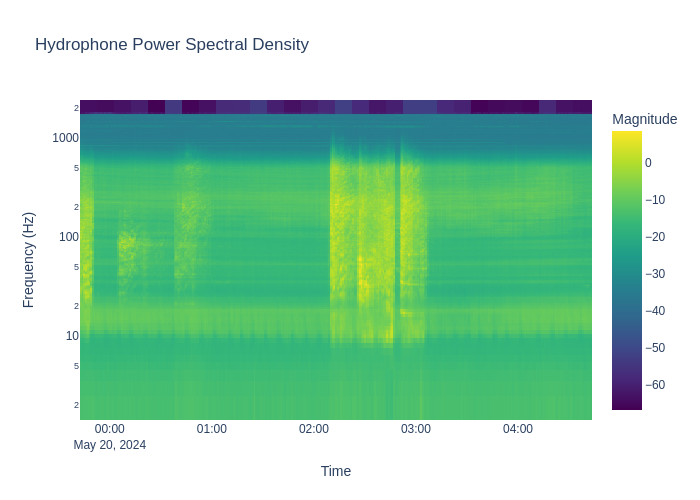 Hydrophone Power Spectral Density
Magnitude
0
−10
−20
−30
−40
−50
−60
Frequency (Hz)
2
1000
5
2
100
5
2
10
5
2
00:00 01:00 02:00 03:00 04:00
May 20, 2024
Time